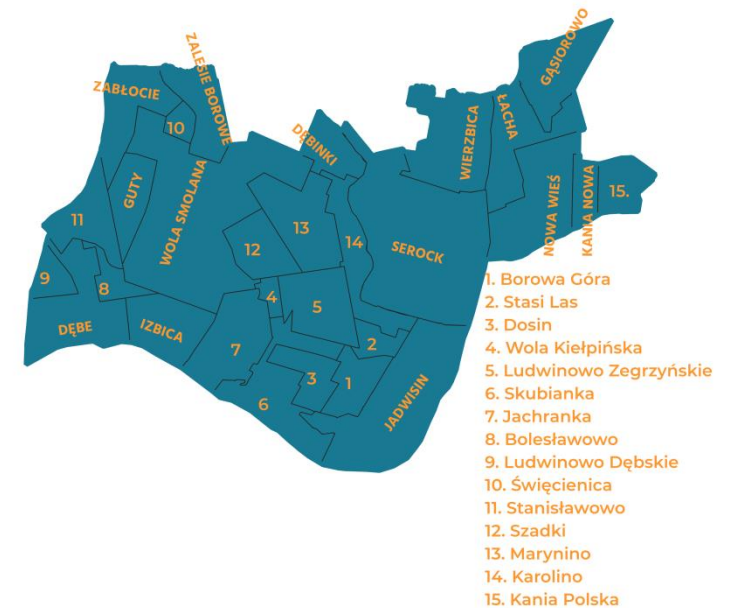 GĄSIOROWO
ZALESIE BOROWE
ZABŁOCIE
ŁACHA
WIERZBICA
10
DĘBINKI
GUTY
WOLA SMOLANA
15.
KANIA NOWA
NOWA WIEŚ
11
13
12
14
SEROCK
9
8
4
5
DĘBE
IZBICA
7
2
3
1
6
JADWISIN
1. Borowa Góra
2. Stasi Las
3. Dosin
4. Wola Kiełpińska
5. Ludwinowo Zegrzyńskie
6. Skubianka
7. Jachranka
8. Bolesławowo
9. Ludwinowo Dębskie
10. Święcienica
11. Stanisławowo
12. Szadki
13. Marynino
14. Karolino
15. Kania Polska